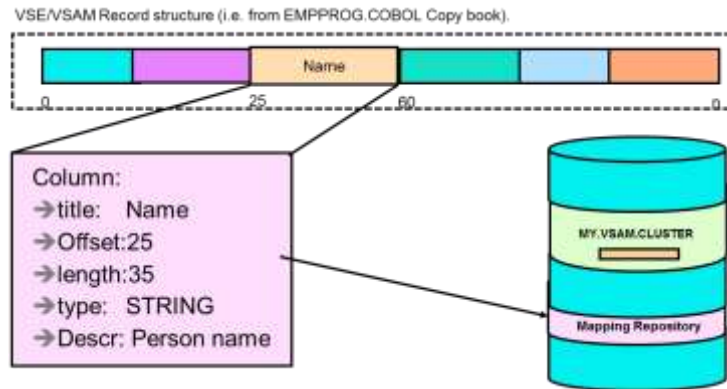 VSE/VSAM Record structure (i.e. from EMPPROG.COBOL Copy book).
Name
0 25 60 n
Column:
→title: Name
→Offset:25
→length:35
→type: STRING
→Descr: Person name
MY.VSAM.CLUSTER
Mapping Repository